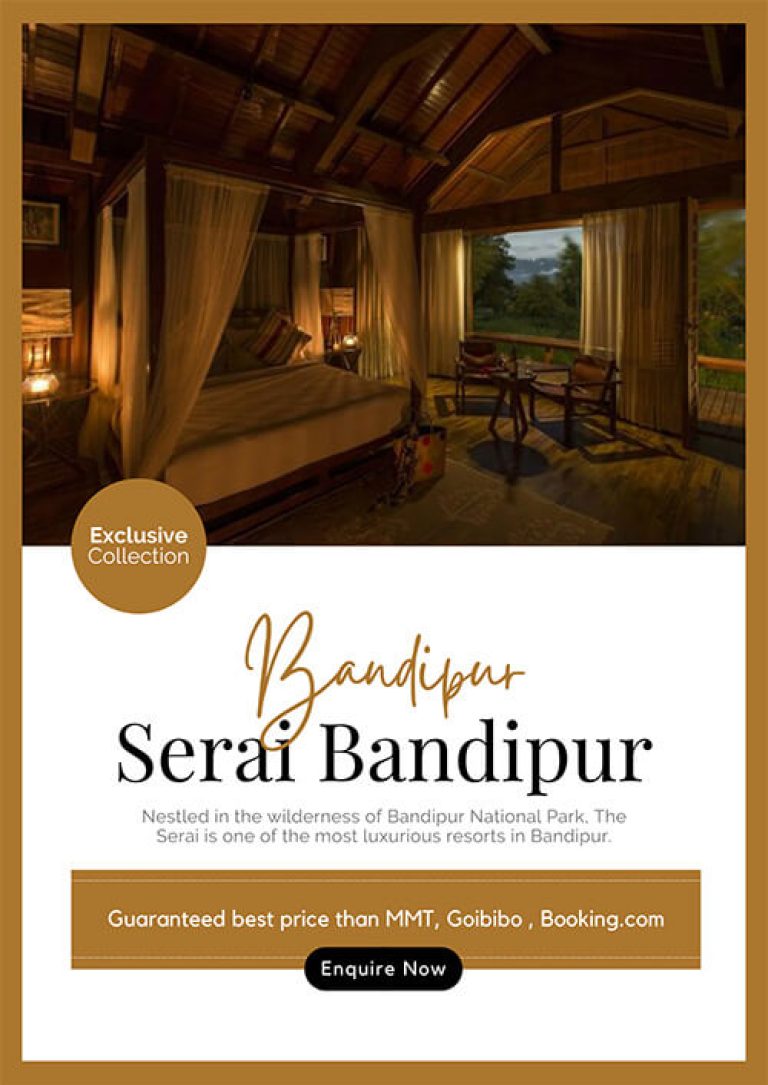 Exclusive
Collection
Bandipur
Serai Bandipur
Nestled in the wilderness of Bandipur National Park, The
Serai is one of the most luxurious resorts in Bandipur.
Guaranteed best price than MMT, Goibibo , Booking.com
Enquire Now